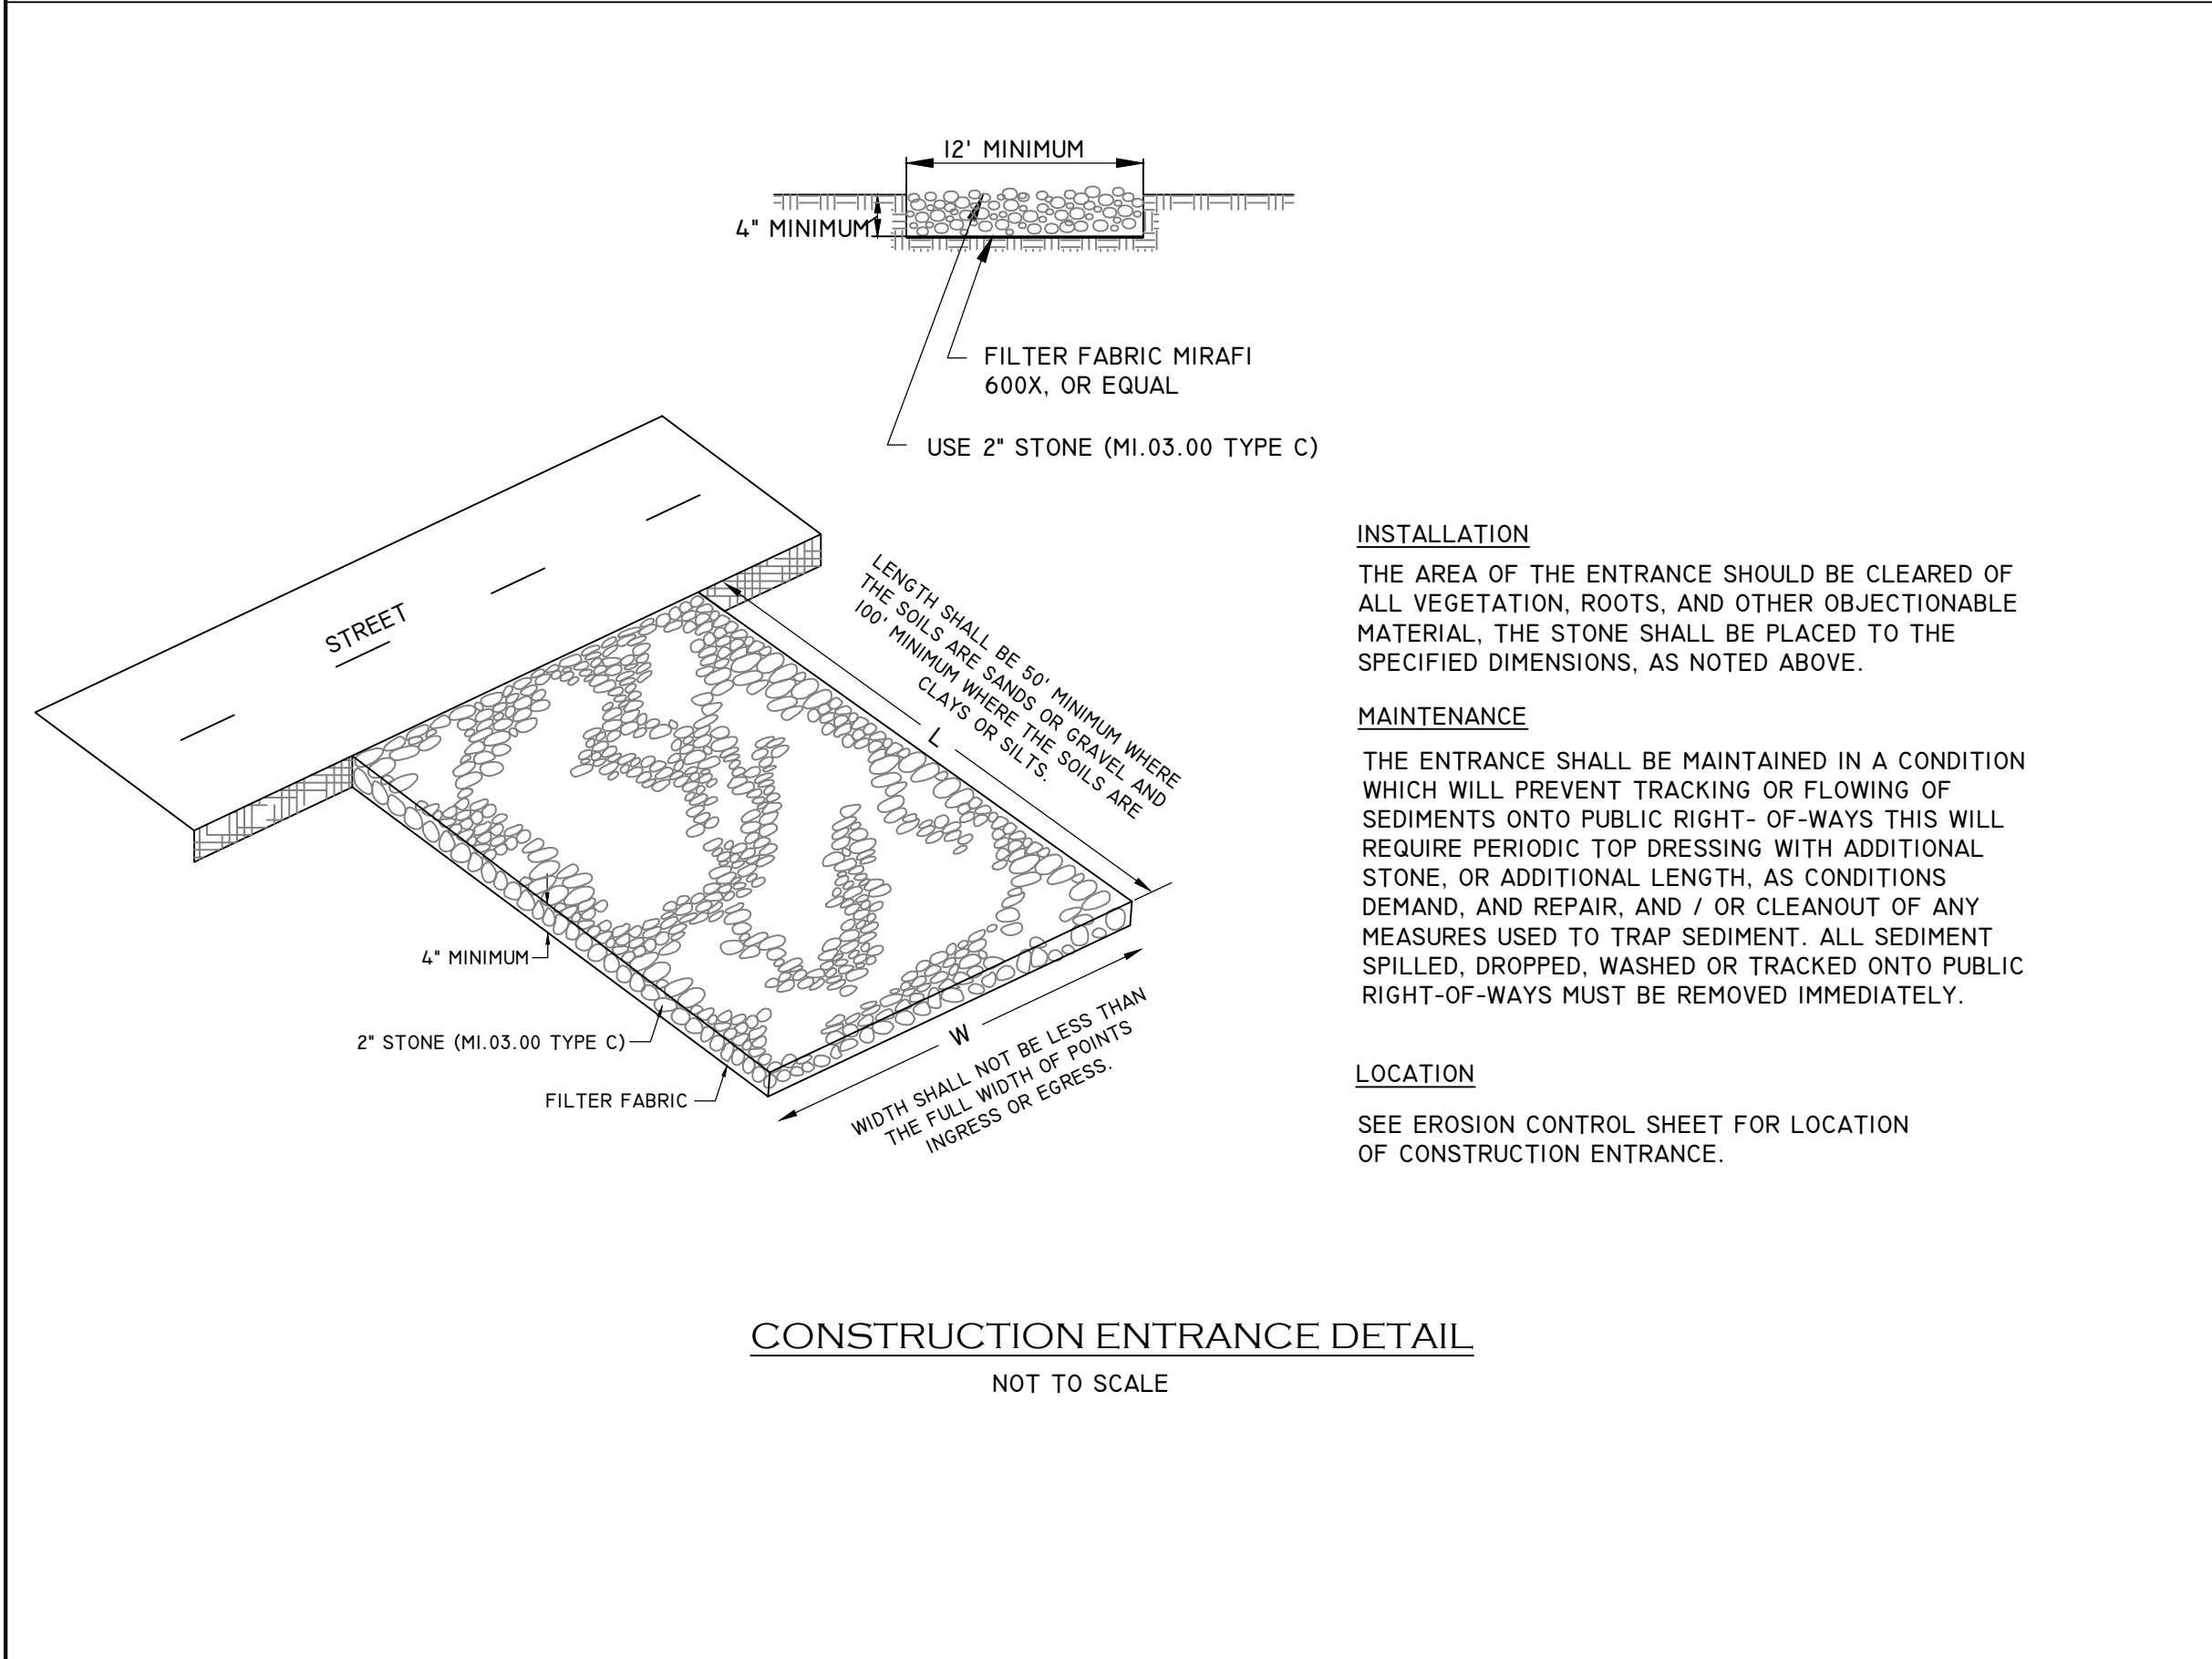 12' MINIMUM
4" MINIMUM
FILTER FABRIC MIRAFI
600X, OR EQUAL
USE 2" STONE (MI.03.00 TYPE C)
STREET
LENGTH SHALL BE 50' MINIMUM WHERE
THE SOILS ARE SANDS OR GRAVEL AND
100' MINIMUM WHERE THE SOILS ARE
CLAYS OR SILTS.
L
4" MINIMUM
2" STONE (MI.03.00 TYPE C)
FILTER FABRIC
W
WIDTH SHALL NOT BE LESS THAN
THE FULL WIDTH OF POINTS
INGRESS OR EGRESS.
INSTALLATION
THE AREA OF THE ENTRANCE SHOULD BE CLEARED OF
ALL VEGETATION, ROOTS, AND OTHER OBJECTIONABLE
MATERIAL, THE STONE SHALL BE PLACED TO THE
SPECIFIED DIMENSIONS, AS NOTED ABOVE.
MAINTENANCE
THE ENTRANCE SHALL BE MAINTAINED IN A CONDITION
WHICH WILL PREVENT TRACKING OR FLOWING OF
SEDIMENTS ONTO PUBLIC RIGHT- OF-WAYS THIS WILL
REQUIRE PERIODIC TOP DRESSING WITH ADDITIONAL
STONE, OR ADDITIONAL LENGTH, AS CONDITIONS
DEMAND, AND REPAIR, AND / OR CLEANOUT OF ANY
MEASURES USED TO TRAP SEDIMENT. ALL SEDIMENT
SPILLED, DROPPED, WASHED OR TRACKED ONTO PUBLIC
RIGHT-OF-WAYS MUST BE REMOVED IMMEDIATELY.
LOCATION
SEE EROSION CONTROL SHEET FOR LOCATION
OF CONSTRUCTION ENTRANCE.
CONSTRUCTION ENTRANCE DETAIL
NOT TO SCALE